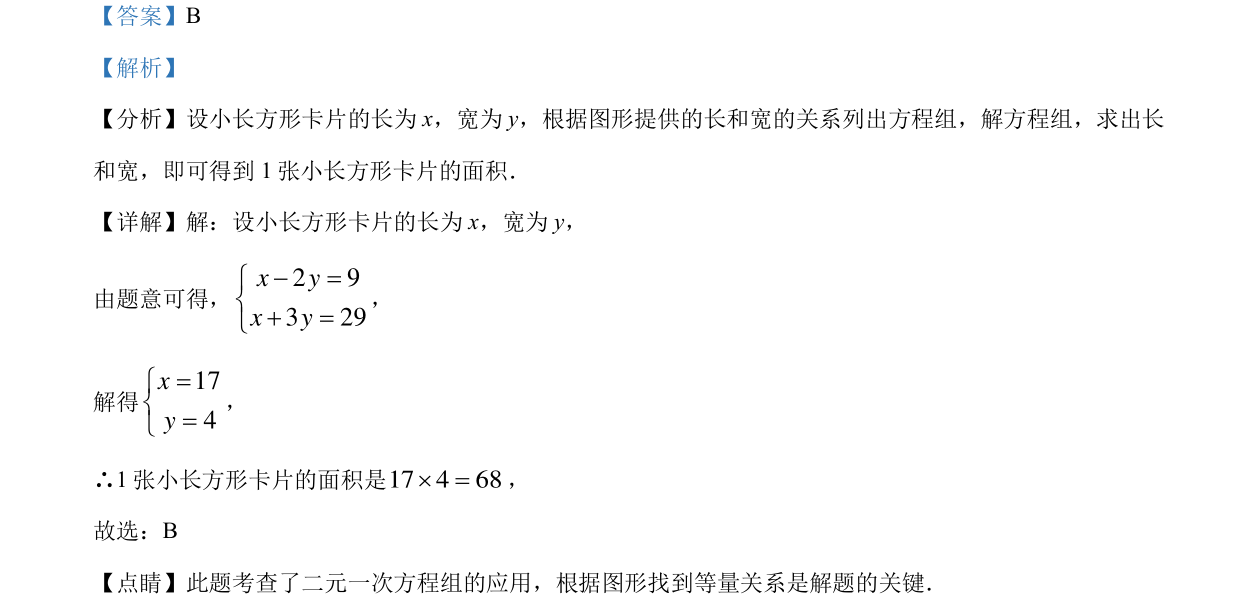 【答案】B
【解析】
【分析】设小长方形卡片的长为 x，宽为 y，根据图形提供的长和宽的关系列出方程组，解方程组，求出长
和宽，即可得到 1 张小长方形卡片的面积．
【详解】解：设小长方形卡片的长为 x，宽为 y，
由题意可得，{x−2y=9
x+3y=29，
解得{x=17
y=4，
∴1 张小长方形卡片的面积是17×4=68，
故选：B
【点睛】此题考查了二元一次方程组的应用，根据图形找到等量关系是解题的关键．